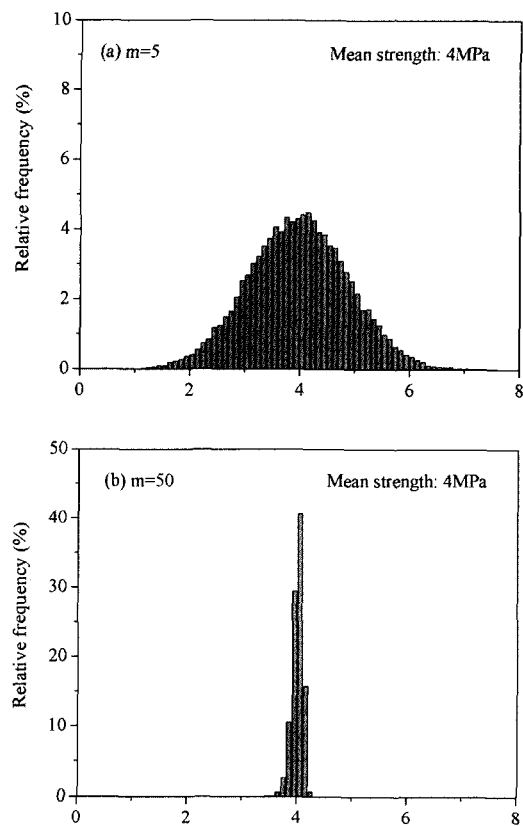 10
(a) m=5
Mean strength: 4MPa
8
6
4
2
0
Relative frequency (%)
0 2 4 6 8
50
(b) m=50
Mean strength: 4MPa
40
30
20
10
0
Relative frequency (%)
0 2 4 6 8